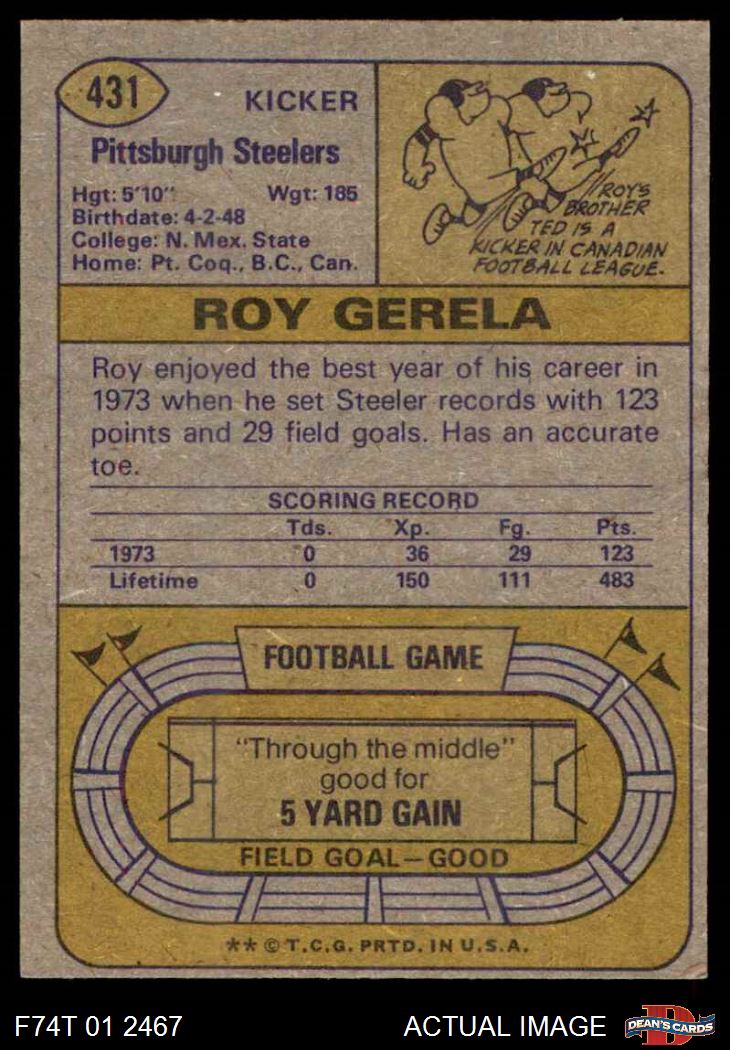 431
KICKER
Pittsburgh Steelers
Hgt: 5'10" Wgt: 185
Birthdate: 4-2-48
College: N. Mex. State
Home: Pt. Coq., B.C., Can.
ROY'S
BROTHER
TED IS A
KICKER IN CANADIAN
FOOTBALL LEAGUE.
ROY GERELA
Roy enjoyed the best year of his career in
1973 when he set Steeler records with 123
points and 29 field goals. Has an accurate
toe.
SCORING RECORD
Tds. Xp. Fg. Pts.
1973 0 36 29 123
Lifetime 0 150 111 483
FOOTBALL GAME
"Through the middle"
good for
5 YARD GAIN
FIELD GOAL—GOOD
** © T.C.G. PRTD. IN U.S.A.
F74T 01 2467 ACTUAL IMAGE
D
DEAN'S CARDS